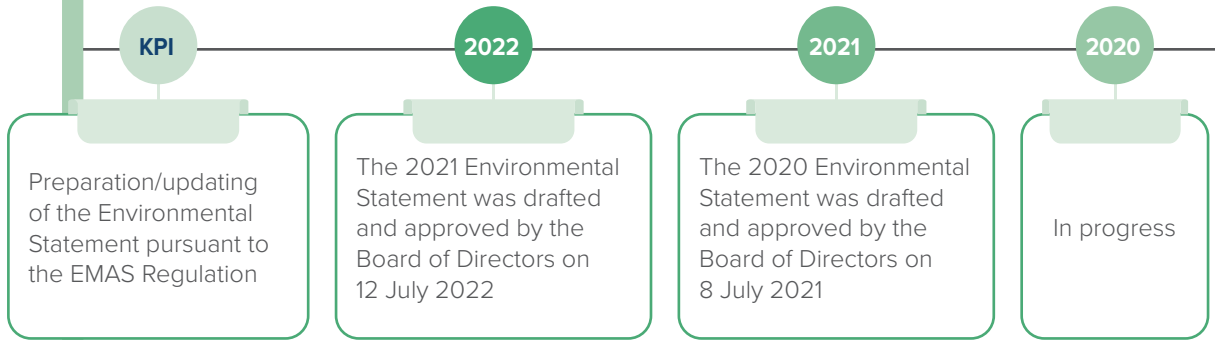 KPI
2022
2021
2020
Preparation/updating
of the Environmental
Statement pursuant to
the EMAS Regulation
The 2021 Environmental
Statement was drafted
and approved by the
Board of Directors on
12 July 2022
The 2020 Environmental
Statement was drafted
and approved by the
Board of Directors on
8 July 2021
In progress